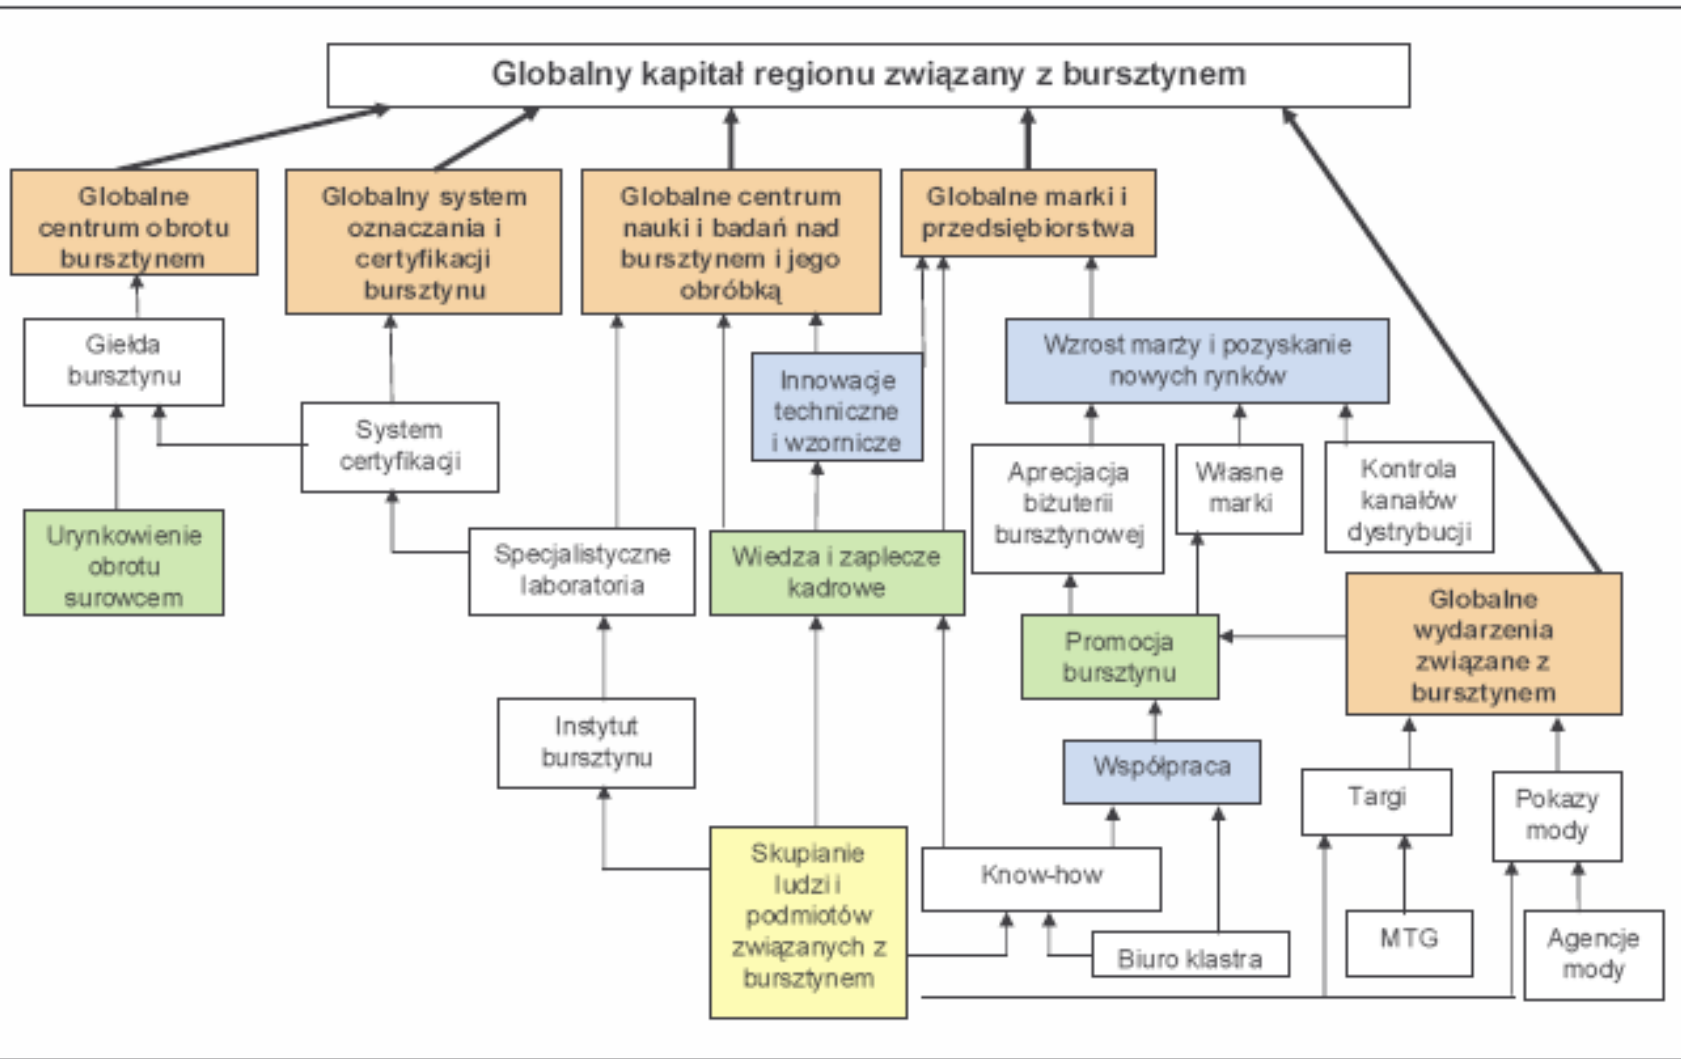 Globalny kapitał regionu związany z bursztynem
Globalne
centrum obrotu
bursztynem
Globalny system
oznaczania i
certyfikacji
bursztynu
Globalne centrum
nauki i badań nad
bursztynem i jego
obróbką
Globalne marki i
przedsiębiorstwa
Giełda
bursztynu
Wzrost marży i pozyskanie
nowych rynków
Innowacje
techniczne
i wzornicze
System
certyfikacji
Aprecjacja
biżuterii
bursztynowej
Własne
marki
Kontrola
kanałów
dystrybucji
Urynkowienie
obrotu
surowcem
Specjalistyczne
laboratoria
Wiedza i zaplecze
kadrowe
Globalne
wydarzenia
związane z
bursztynem
Promocja
bursztynu
Instytut
bursztynu
Współpraca
Targi
Pokazy
mody
Skupianie
ludzi i
podmiotów
związanych z
bursztynem
Know-how
Biuro klastra
MTG
Agencje
mody